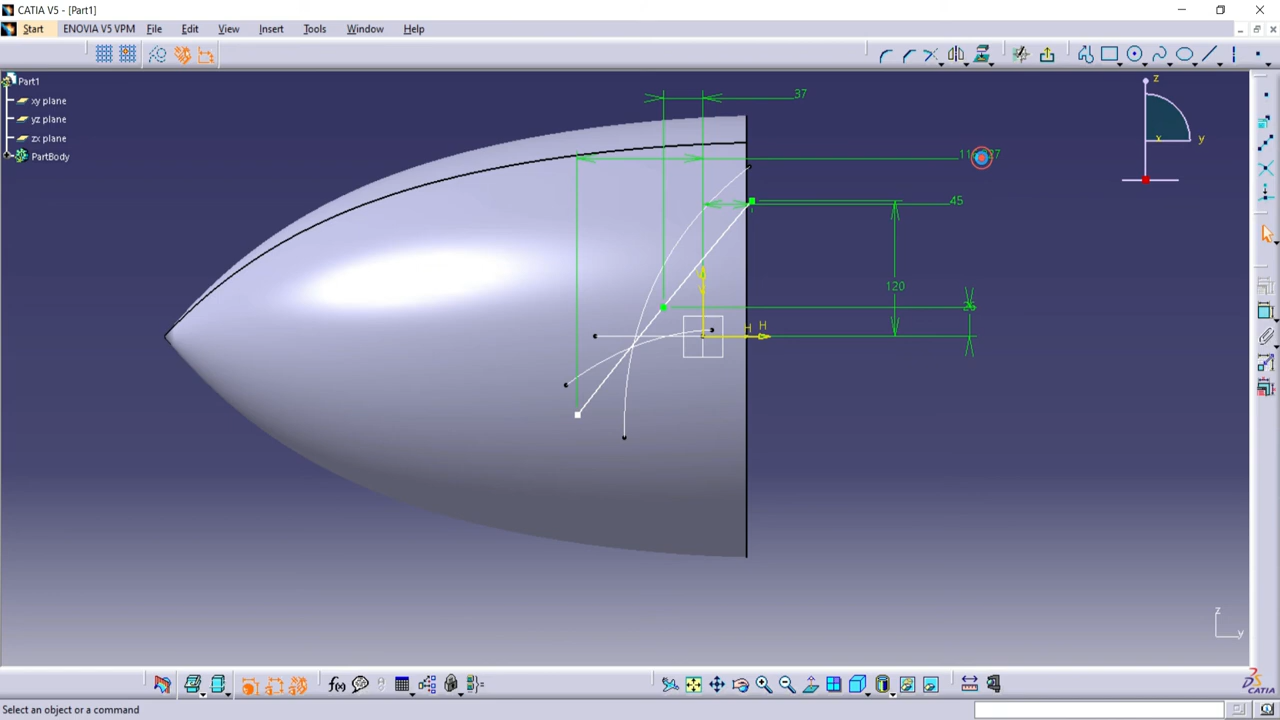 CATIA V5 - [Part1]
Start ENOVIA V5 VPM File Edit View Insert Tools Window Help
Part1
xy plane
yz plane
zx plane
PartBody
37
45
120
H H
z
x y
z
y
f(x)
CATIA
Select an object or a command